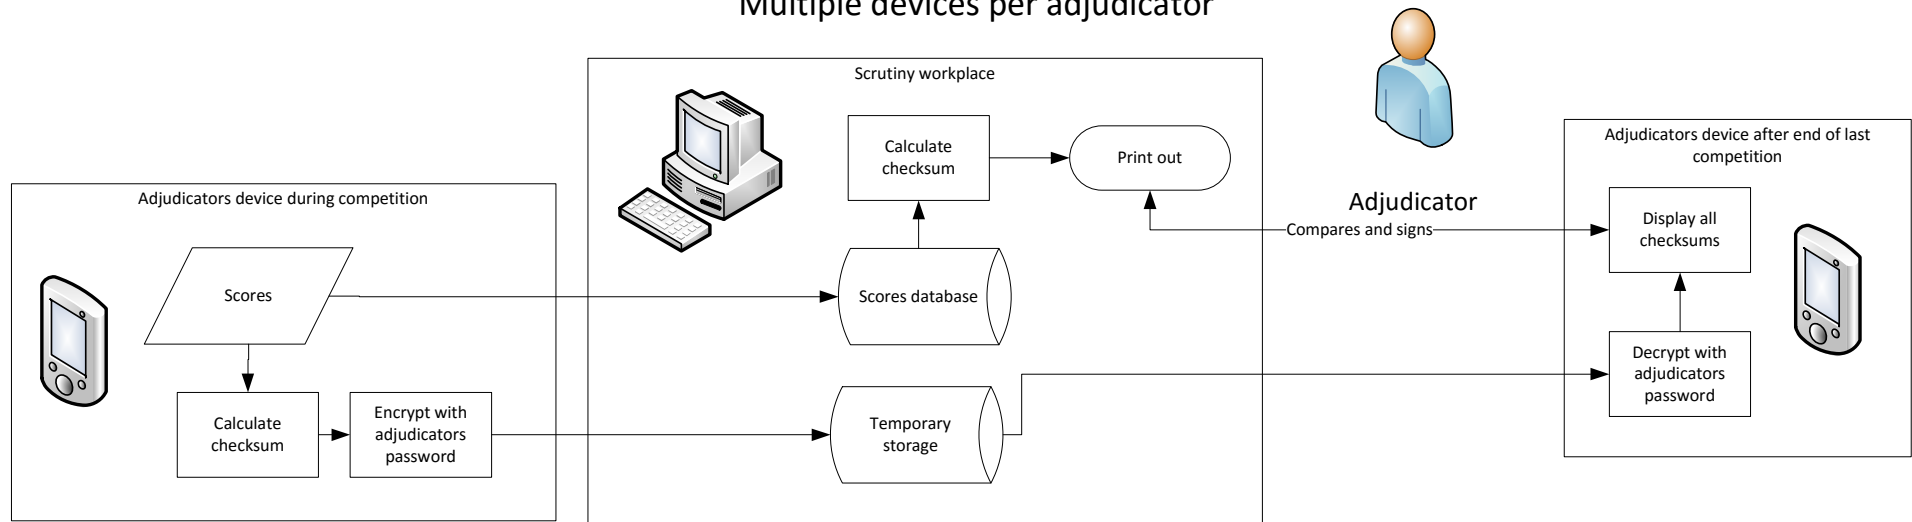 Multiple devices per adjudicator
Scrutiny workplace
Adjudicators device during competition
Scores
Calculate
checksum
Encrypt with
adjudicators
password
Calculate
checksum
Print out
Scores database
Temporary
storage
Adjudicator
Compares and signs
Adjudicators device after end of last
competition
Display all
checksums
Decrypt with
adjudicators
password